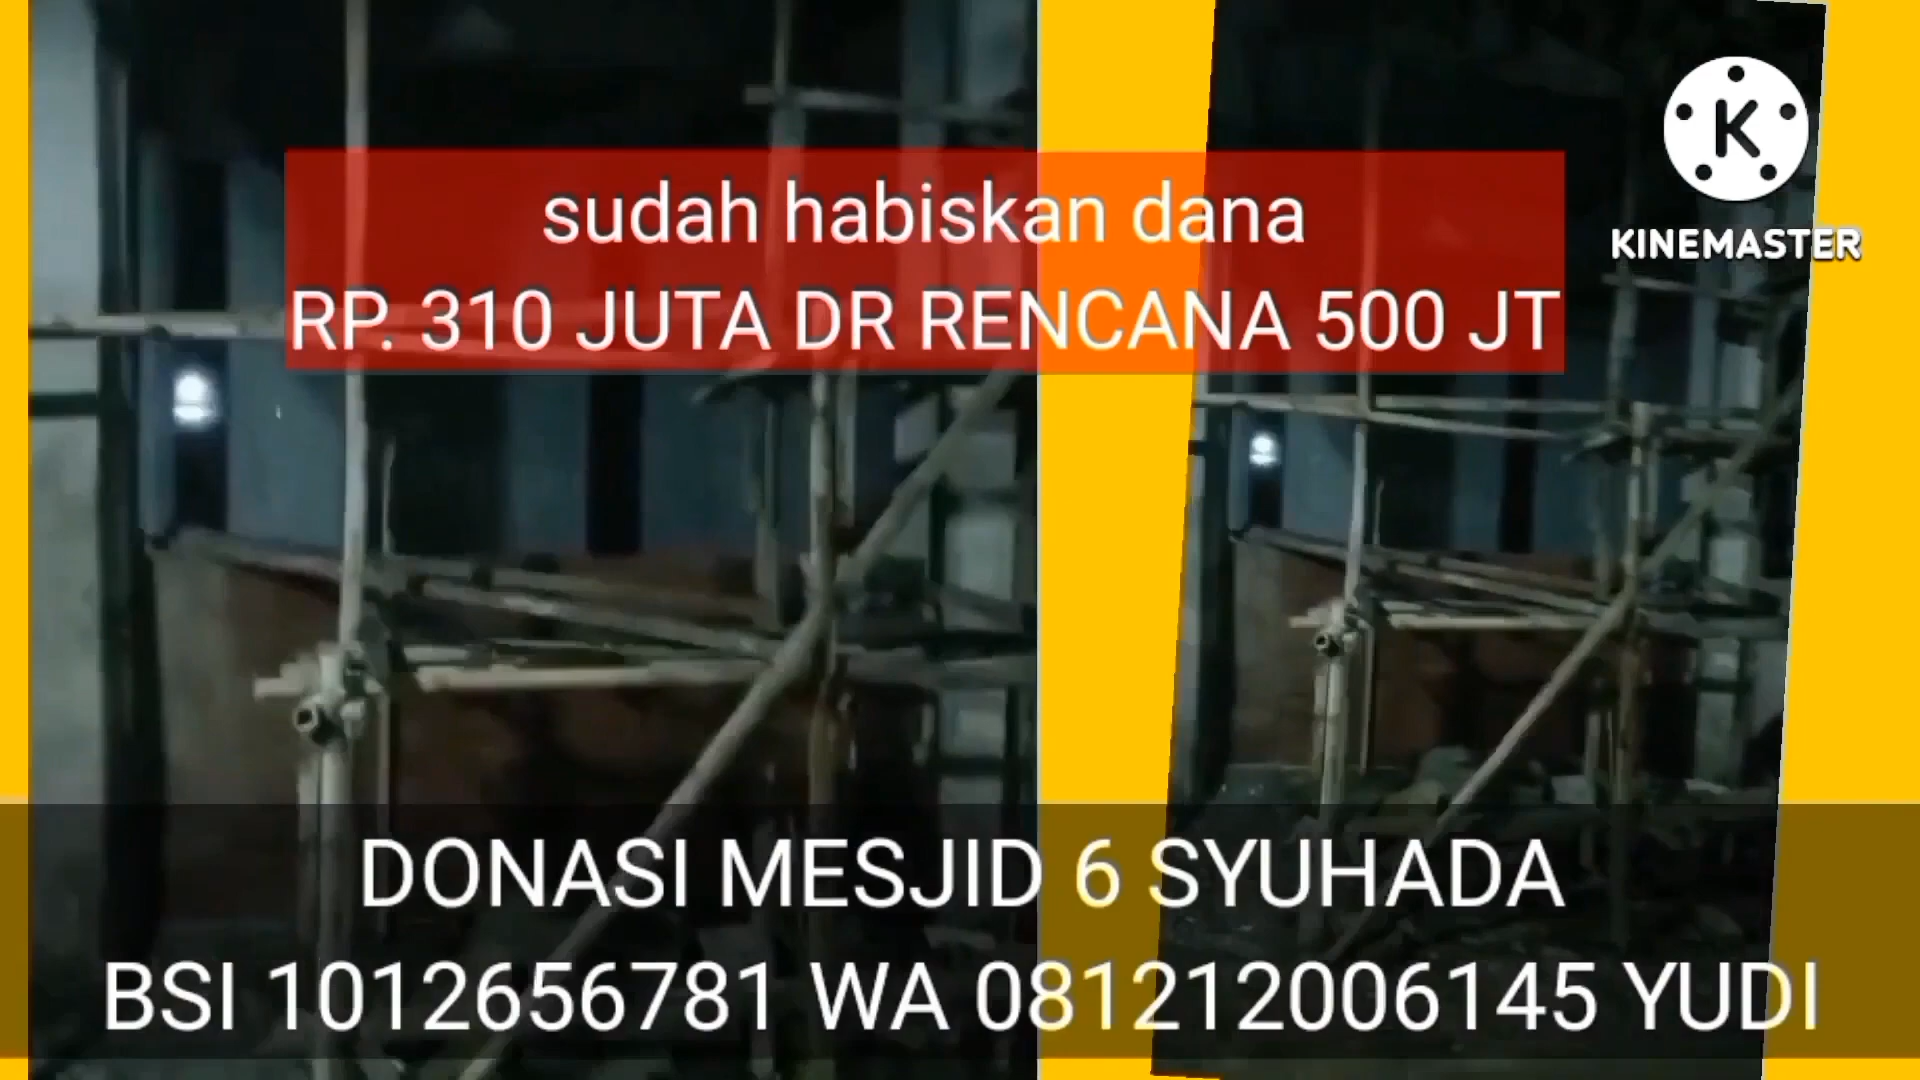 sudah habiskan dana
RP. 310 JUTA DR RENCANA 500 JT
K
KINEMASTER
DONASI MESJID 6 SYUHADA
BSI 1012656781 WA 081212006145 YUDI